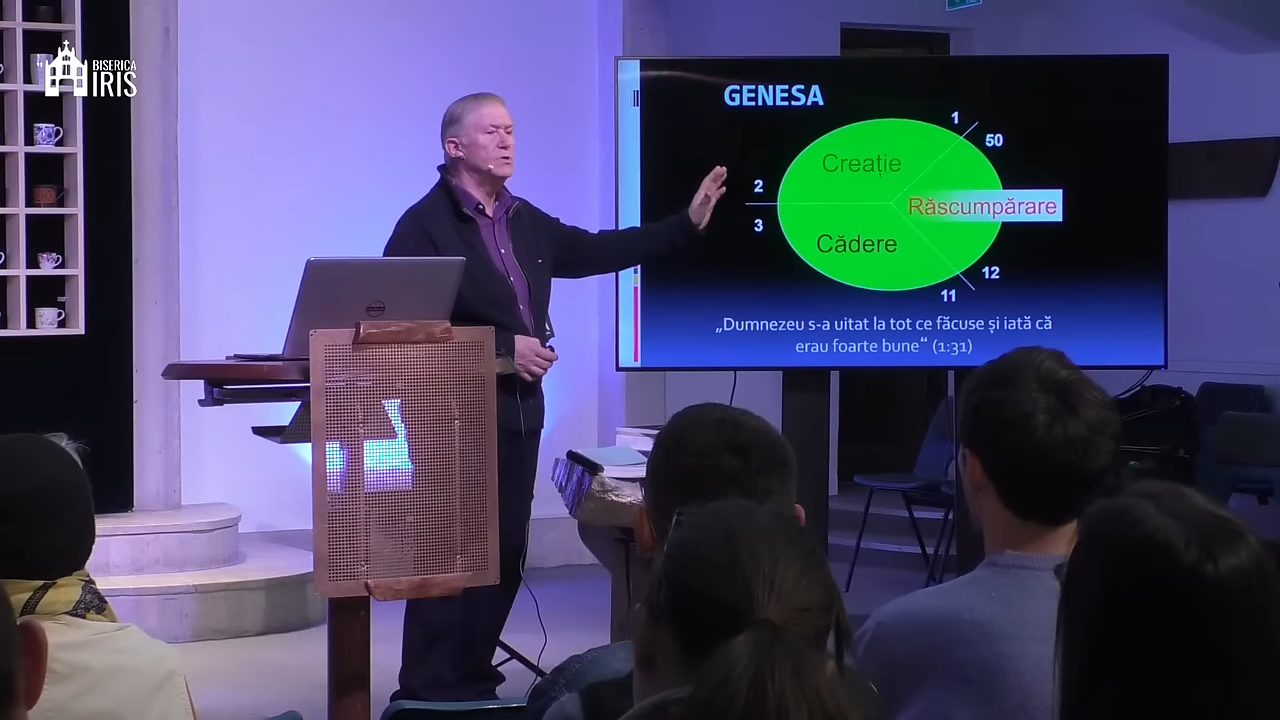 BISERICA
IRIS
GENESA
1
50
Creație
2
Răscumpărare
3
Cădere
12
11
„Dumnezeu s-a uitat la tot ce făcuse și iată că
erau foarte bune“ (1:31)